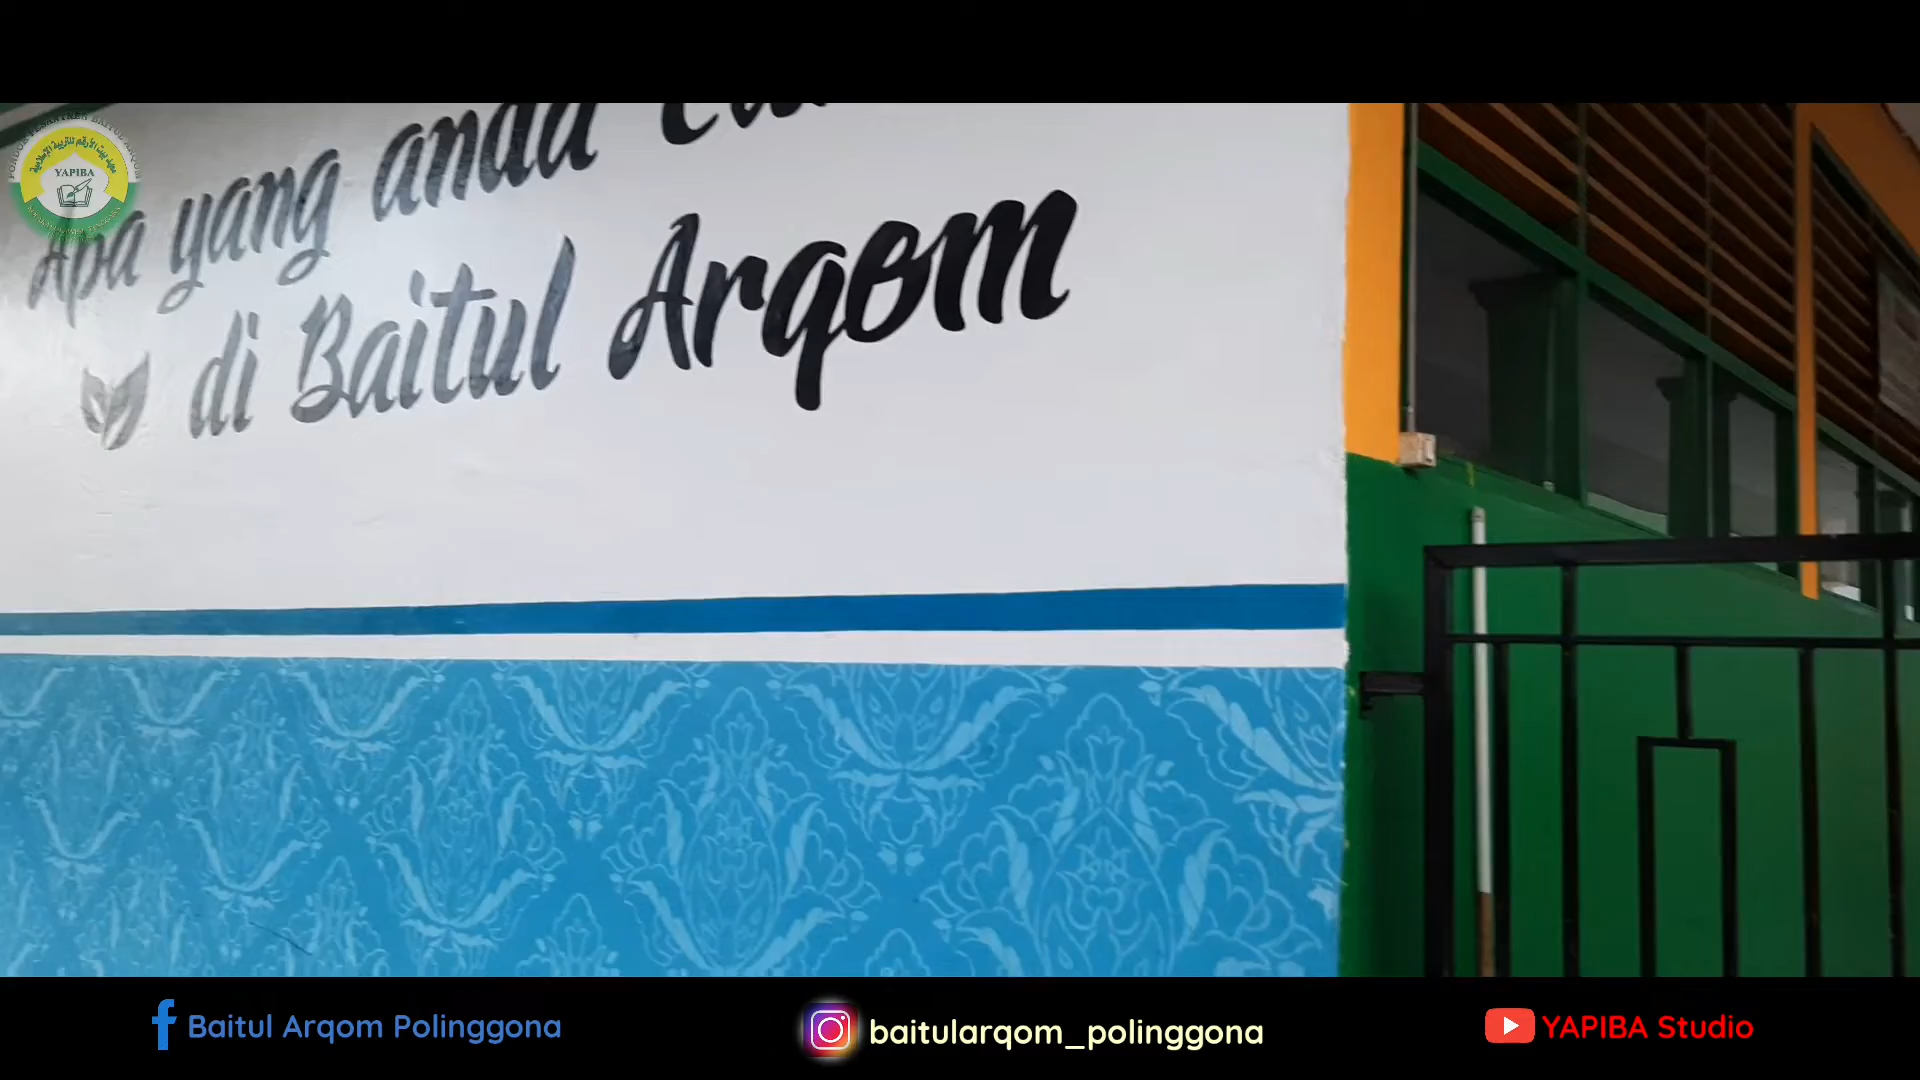 Apa yang anda
di Baitul Arqom
YAPIBA
Baitul Arqom Polinggona
baitularqom_polinggona
YAPIBA Studio